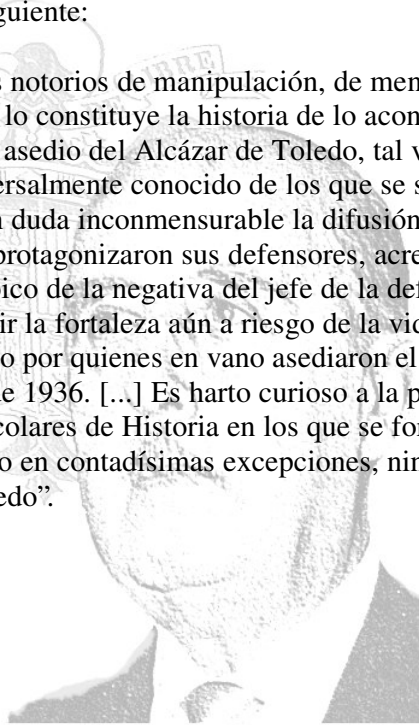 guiente:
s notorios de manipulación, de men
lo constituye la historia de lo acon
asedio del Alcázar de Toledo, tal v
ersalmente conocido de los que se s
n duda inconmensurable la difusión
protagonizaron sus defensores, acre
pico de la negativa del jefe de la def
ir la fortaleza aún a riesgo de la vid
o por quienes en vano asediaron el
e 1936. [...] Es harto curioso a la p
colares de Historia en los que se for
o en contadísimas excepciones, nin
edo”.